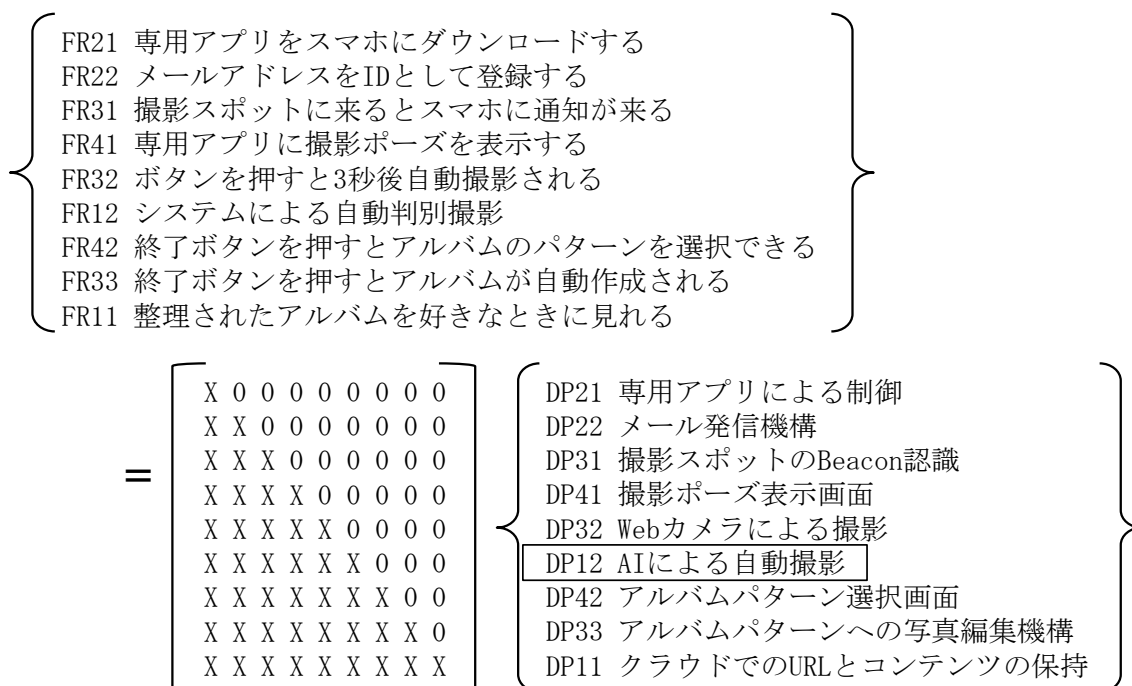 FR21 専用アプリをスマホにダウンロードする
FR22 メールアドレスをIDとして登録する
FR31 撮影スポットに来るとスマホに通知が来る
FR41 専用アプリに撮影ポーズを表示する
FR32 ボタンを押すと3秒後自動撮影される
FR12 システムによる自動判別撮影
FR42 終了ボタンを押すとアルバムのパターンを選択できる
FR33 終了ボタンを押すとアルバムが自動作成される
FR11 整理されたアルバムを好きなときに見れる
=
X 0 0 0 0 0 0 0 0
X X 0 0 0 0 0 0 0
X X X 0 0 0 0 0 0
X X X X 0 0 0 0 0
X X X X X 0 0 0 0
X X X X X X 0 0 0
X X X X X X X 0 0
X X X X X X X X 0
X X X X X X X X X
DP21 専用アプリによる制御
DP22 メール発信機構
DP31 撮影スポットのBeacon認識
DP41 撮影ポーズ表示画面
DP32 Webカメラによる撮影
DP12 AIによる自動撮影
DP42 アルバムパターン選択画面
DP33 アルバムパターンへの写真編集機構
DP11 クラウドでのURLとコンテンツの保持